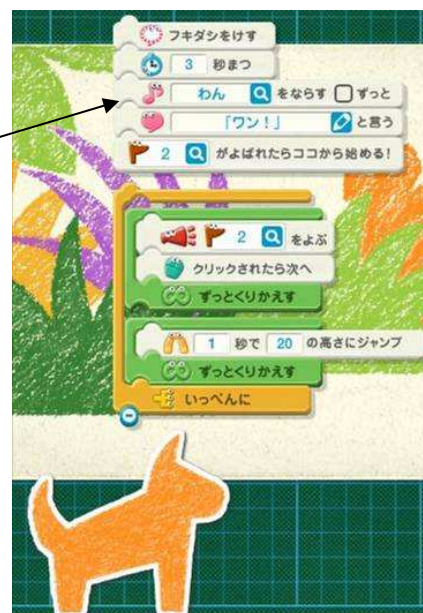 フキダシをけす
3 秒まつ
わん をならす ずっと
「ワン!」 と言う
2 がよばれたらココから始める!
2 をよぶ
クリックされたら次へ
ずっとくりかえす
1 秒で 20 の高さにジャンプ
ずっとくりかえす
いっぺんに